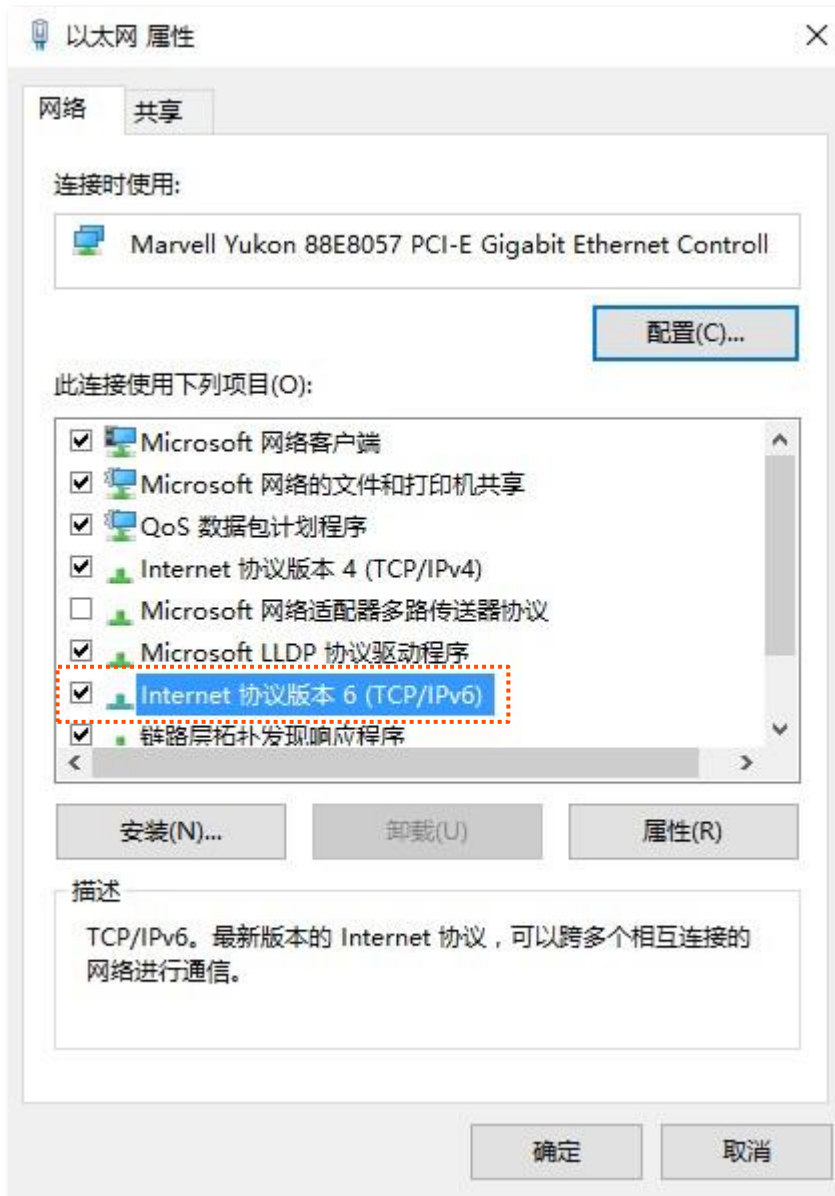 以太网 属性
网络
共享
连接时使用:
Marvell Yukon 88E8057 PCI-E Gigabit Ethernet Controll
配置(C)...
此连接使用下列项目(O):
Microsoft 网络客户端
Microsoft 网络的文件和打印机共享
QoS 数据包计划程序
Internet 协议版本 4 (TCP/IPv4)
Microsoft 网络适配器多路传送器协议
Microsoft LLDP 协议驱动程序
Internet 协议版本 6 (TCP/IPv6)
链路层拓扑发现响应程序
安装(N)...
卸载(U)
属性(R)
描述
TCP/IPv6。最新版本的 Internet 协议，可以跨多个相互连接的
网络进行通信。
确定
取消